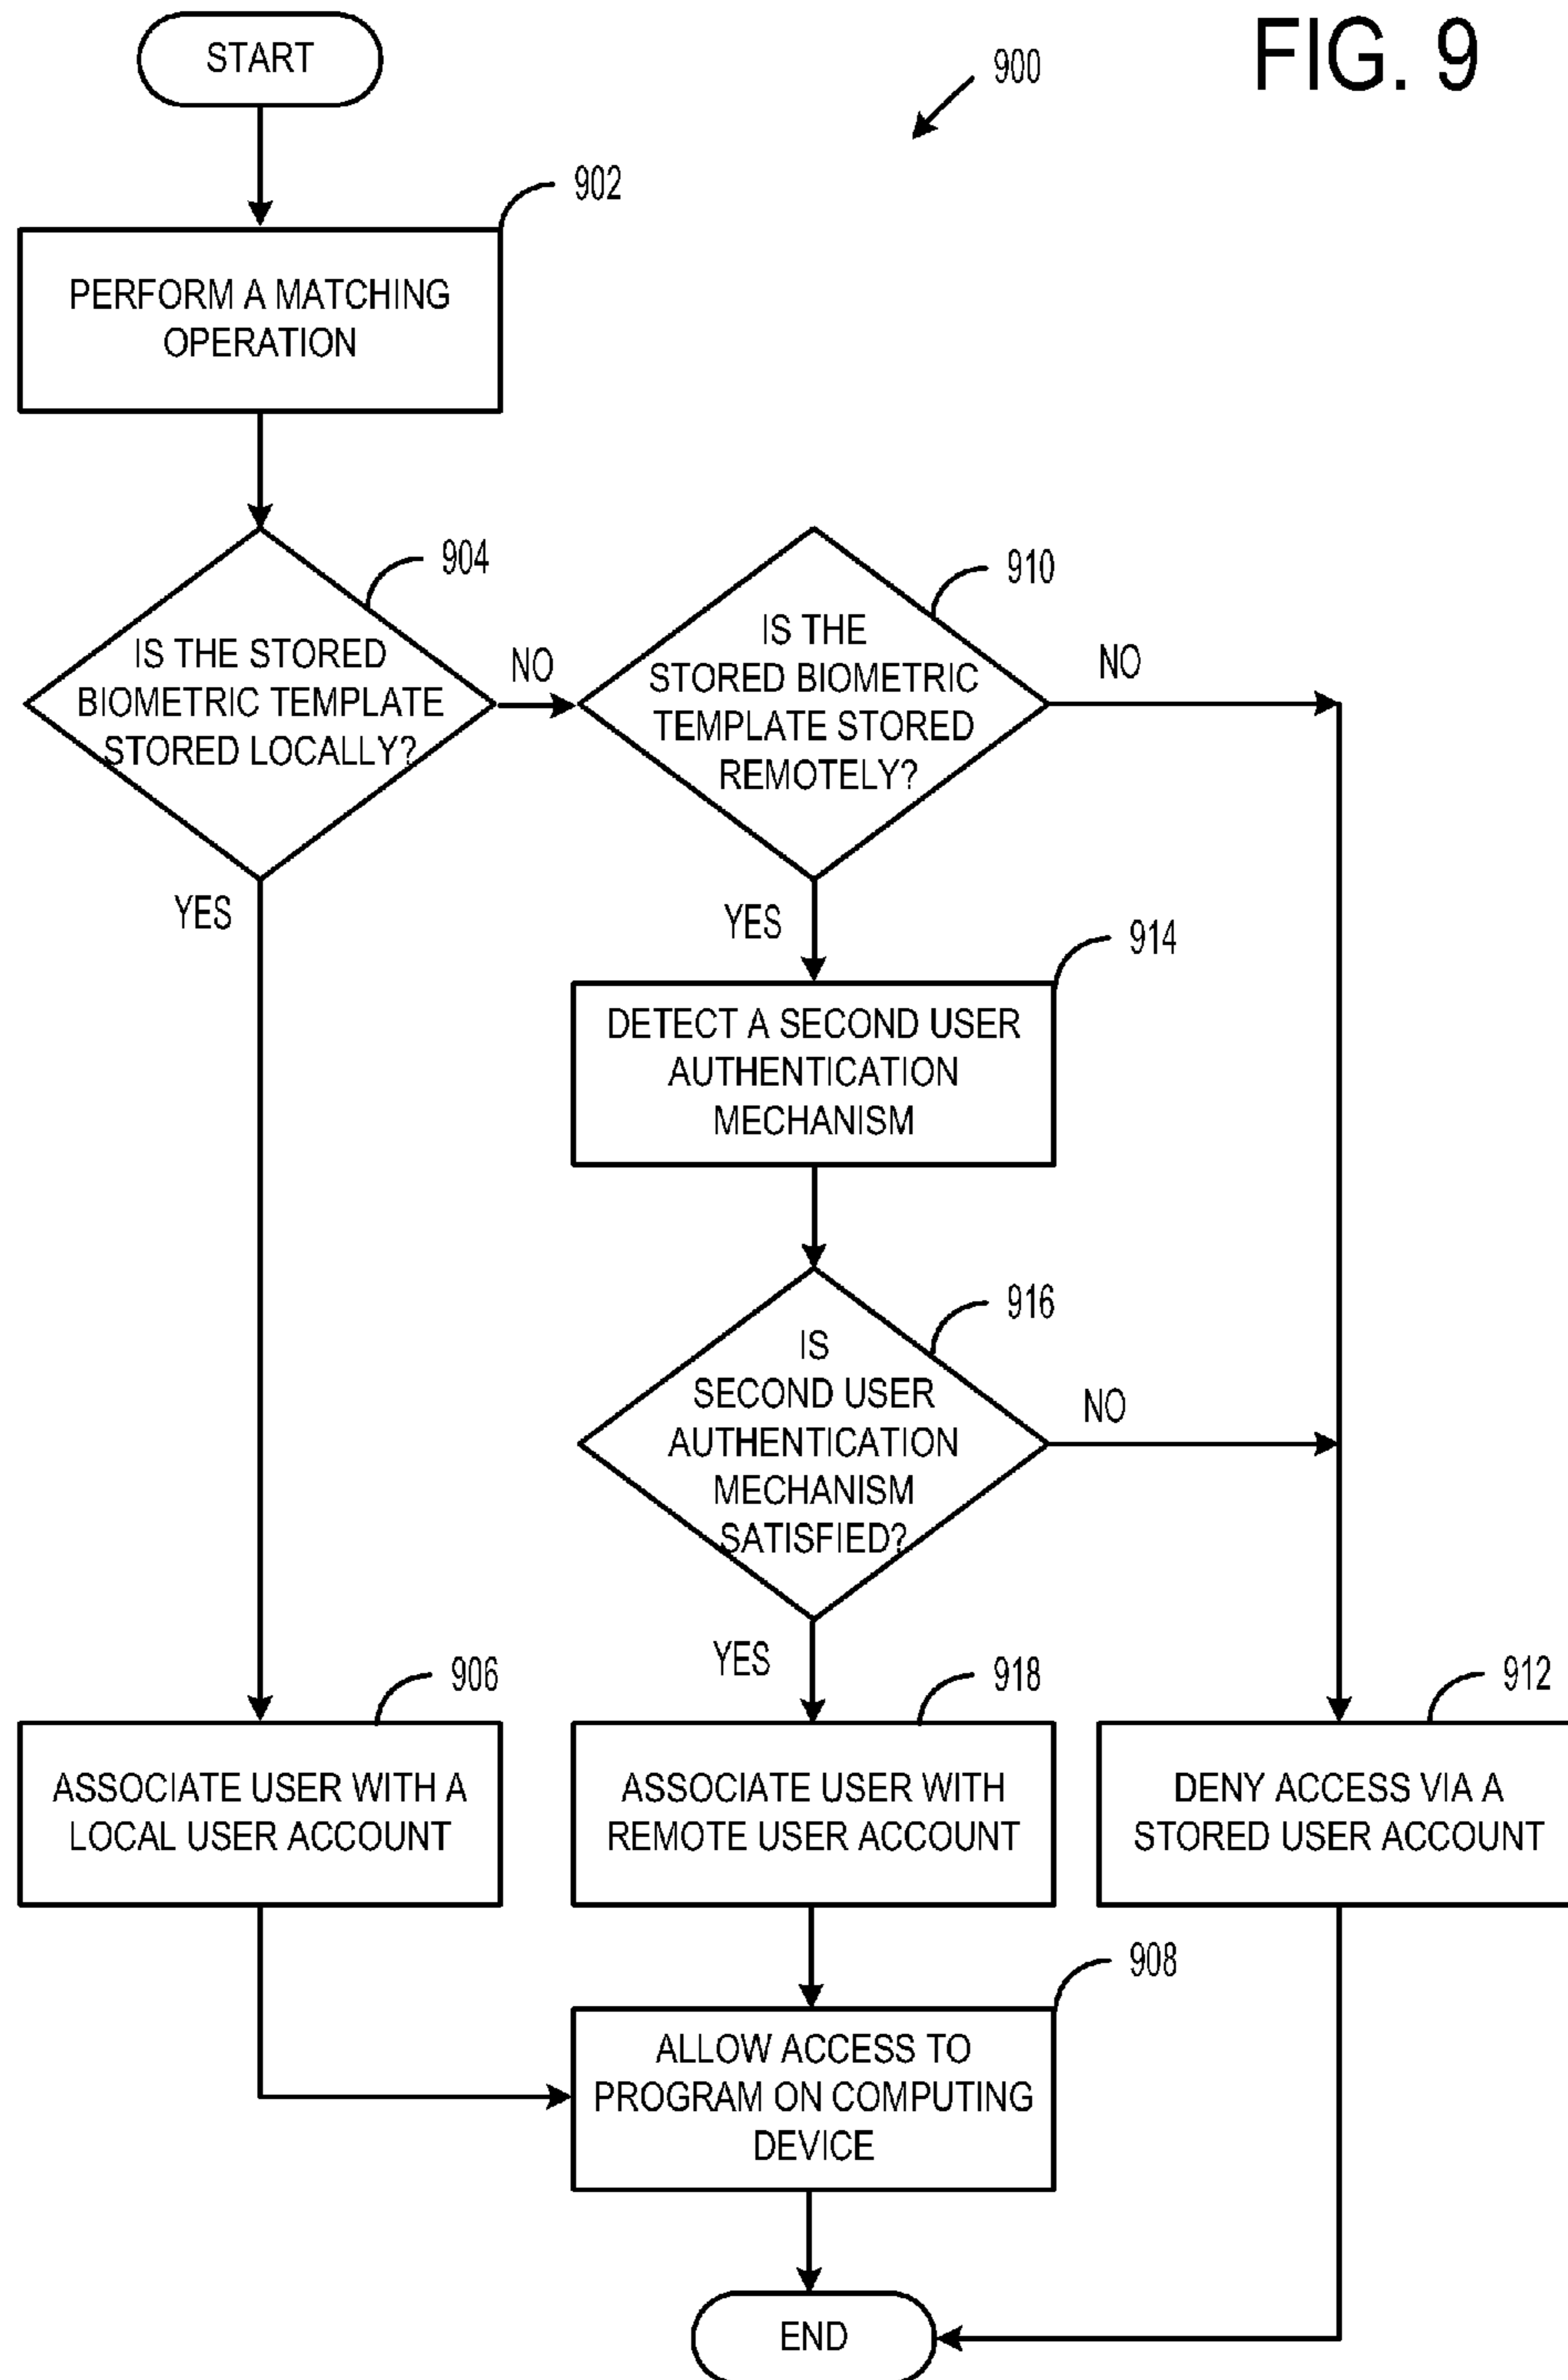 FIG. 9
START
900
902
PERFORM A MATCHING
OPERATION
904
IS THE STORED
BIOMETRIC TEMPLATE
STORED LOCALLY?
NO
910
IS THE
STORED BIOMETRIC
TEMPLATE STORED
REMOTELY?
NO
YES
YES
914
DETECT A SECOND USER
AUTHENTICATION
MECHANISM
916
IS
SECOND USER
AUTHENTICATION
MECHANISM
SATISFIED?
NO
YES
906
ASSOCIATE USER WITH A
LOCAL USER ACCOUNT
918
ASSOCIATE USER WITH
REMOTE USER ACCOUNT
912
DENY ACCESS VIA A
STORED USER ACCOUNT
908
ALLOW ACCESS TO
PROGRAM ON COMPUTING
DEVICE
END